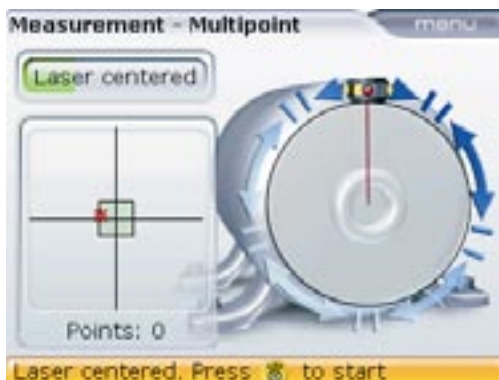 Measurement - Multipoint
menu
Laser centered
Points: 0
Laser centered. Press to start